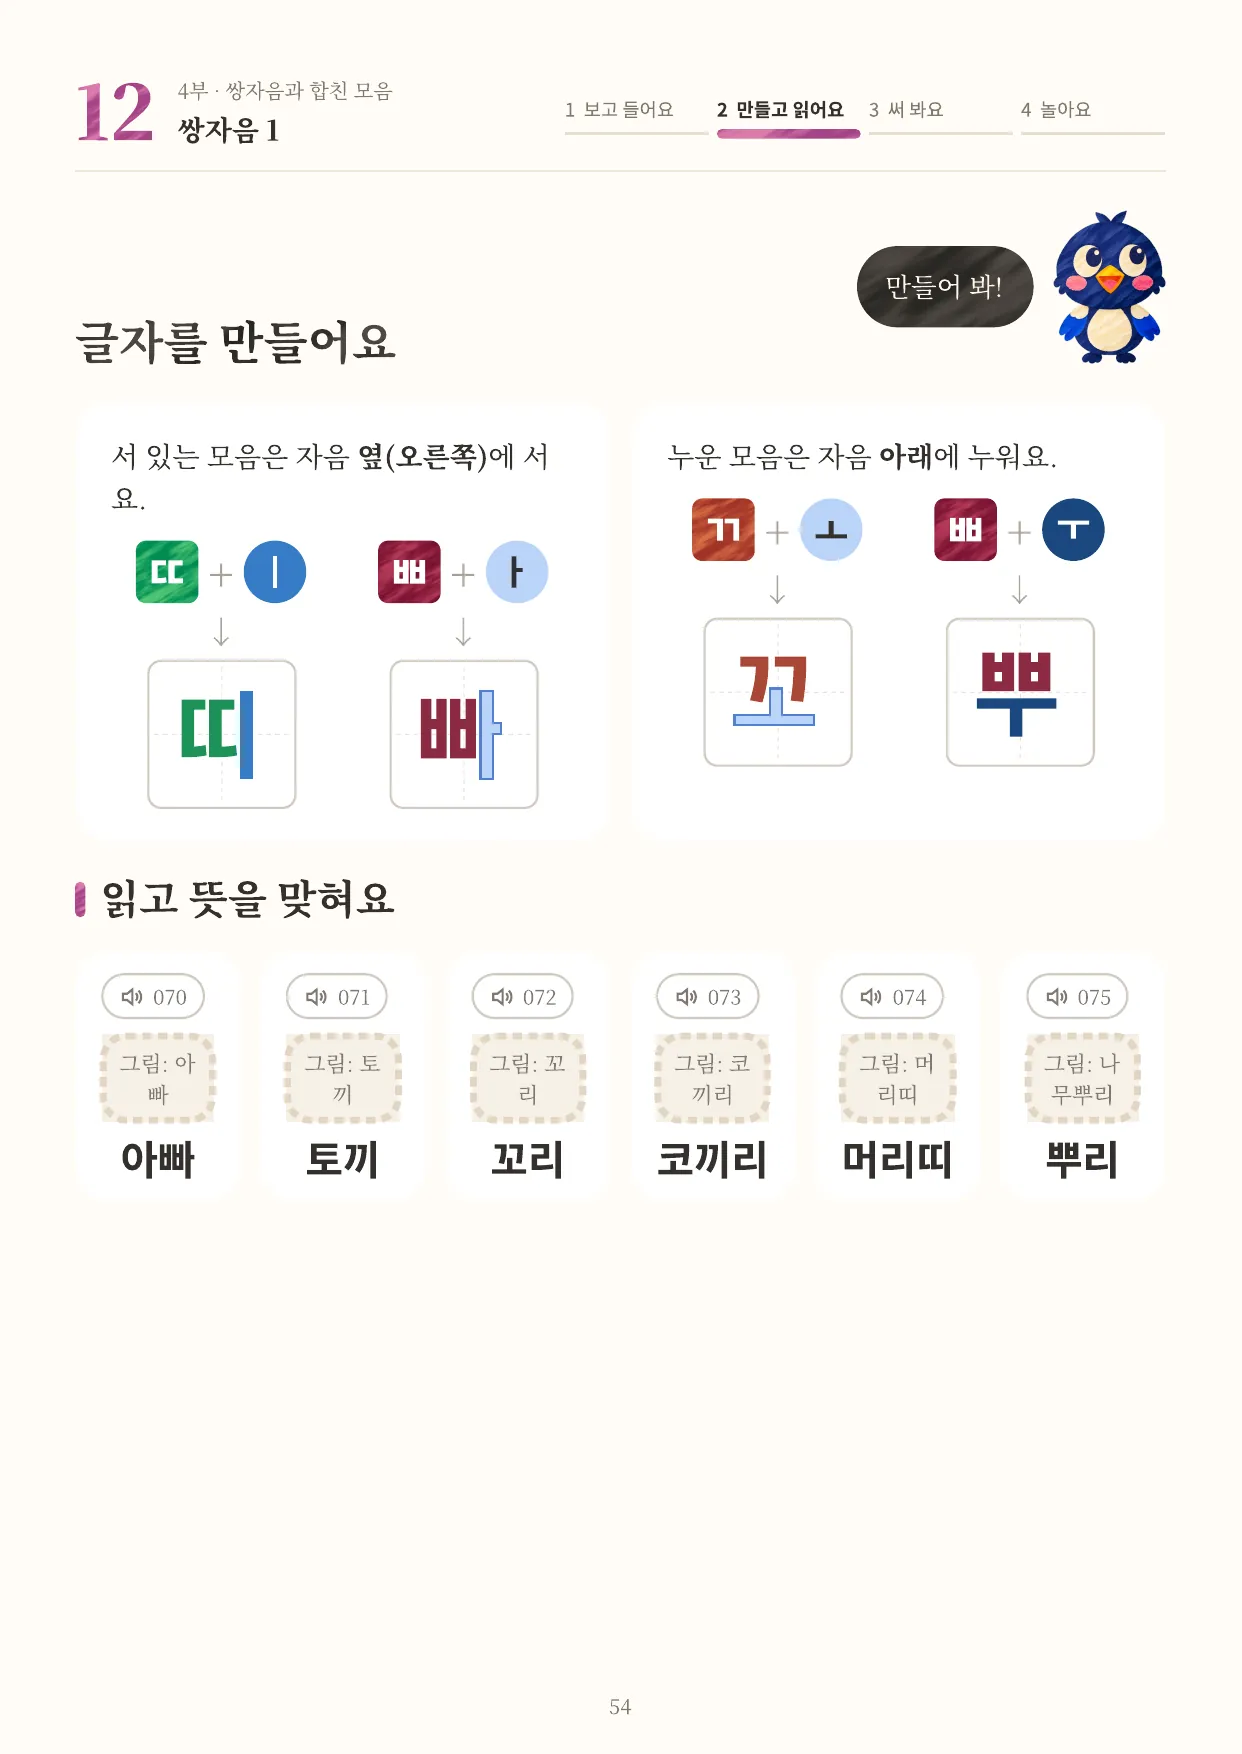 12
4부 · 쌍자음과 합친 모음
쌍자음 1
1 보고 들어요
2 만들고 읽어요
3 써 봐요
4 놀아요
만들어 봐!
글자를 만들어요
서 있는 모음은 자음 옆(오른쪽)에 서
요.
ㄸ + ㅣ
ㅃ + ㅏ
↓
↓
띠
빠
누운 모음은 자음 아래에 누워요.
ㄲ + ㅗ
ㅃ + ㅜ
↓
↓
꼬
뿌
읽고 뜻을 맞혀요
070
그림: 아
빠
아빠
071
그림: 토
끼
토끼
072
그림: 꼬
리
꼬리
073
그림: 코
끼리
코끼리
074
그림: 머
리띠
머리띠
075
그림: 나
무뿌리
뿌리
54